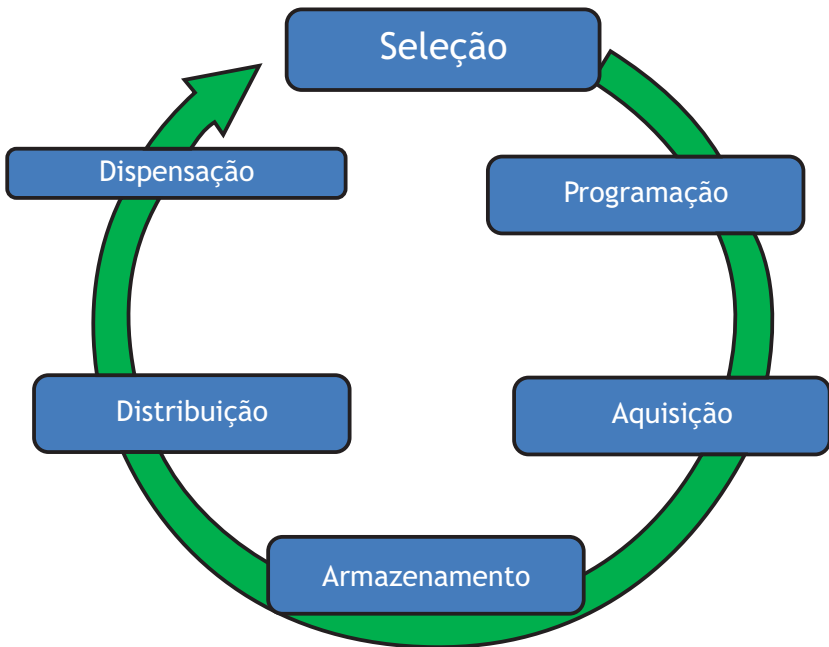 Seleção
Programação
Aquisição
Armazenamento
Distribuição
Dispensação